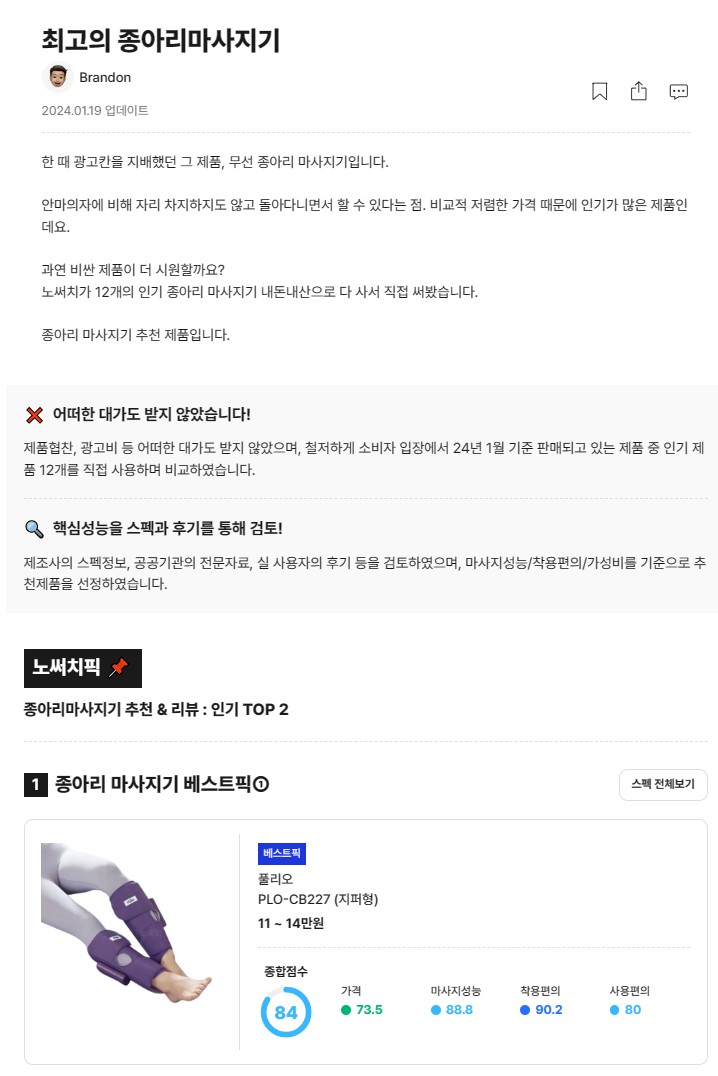 최고의 종아리마사지기
Brandon
2024.01.19 업데이트
한 때 광고칸을 지배했던 그 제품, 무선 종아리 마사지기입니다.
안마의자에 비해 자리 차지하지도 않고 돌아다니면서 할 수 있다는 점. 비교적 저렴한 가격 때문에 인기가 많은 제품인
데요.
과연 비싼 제품이 더 시원할까요?
노써치가 12개의 인기 종아리 마사지기 내돈내산으로 다 사서 직접 써봤습니다.
종아리 마사지기 추천 제품입니다.
어떠한 대가도 받지 않았습니다!
제품협찬, 광고비 등 어떠한 대가도 받지 않았으며, 철저하게 소비자 입장에서 24년 1월 기준 판매되고 있는 제품 중 인기 제
품 12개를 직접 사용하며 비교하였습니다.
핵심성능을 스펙과 후기를 통해 검토!
제조사의 스펙정보, 공공기관의 전문자료, 실 사용자의 후기 등을 검토하였으며, 마사지성능/착용편의/가성비를 기준으로 추
천제품을 선정하였습니다.
노써치픽
종아리마사지기 추천 & 리뷰 : 인기 TOP 2
1 종아리 마사지기 베스트픽①
스펙 전체보기
베스트픽
풀리오
PLO-CB227 (지퍼형)
11 ~ 14만원
종합점수
84
가격
73.5
마사지성능
88.8
착용편의
90.2
사용편의
80